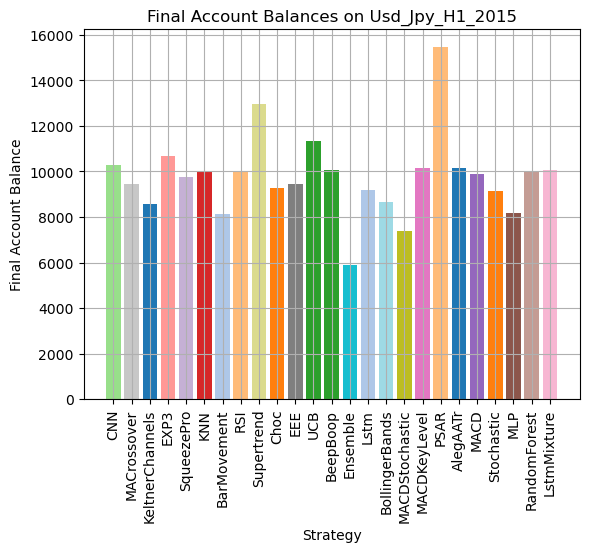 Final Account Balances on Usd_Jpy_H1_2015
Final Account Balance
16000
14000
12000
10000
8000
6000
4000
2000
0
CNN
MACrossover
KeltnerChannels
EXP3
SqueezePro
KNN
BarMovement
RSI
Supertrend
Choc
EEE
UCB
BeepBoop
Ensemble
Lstm
BollingerBands
MACDStochastic
MACDKeyLevel
PSAR
AlegAATr
MACD
Stochastic
MLP
RandomForest
LstmMixture
Strategy